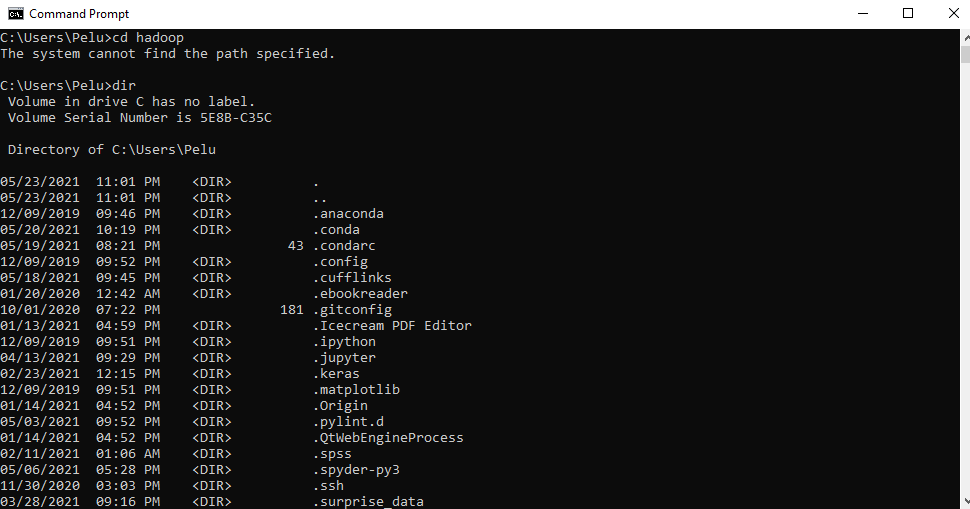 Command Prompt
C:\Users\Pelu>cd hadoop
The system cannot find the path specified.
C:\Users\Pelu>dir
 Volume in drive C has no label.
 Volume Serial Number is 5E8B-C35C
 Directory of C:\Users\Pelu
05/23/2021  11:01 PM    <DIR>          .
05/23/2021  11:01 PM    <DIR>          ..
12/09/2019  09:46 PM    <DIR>          .anaconda
05/20/2021  10:19 PM    <DIR>          .conda
05/19/2021  08:21 PM                43 .condarc
12/09/2019  09:52 PM    <DIR>          .config
05/18/2021  09:45 PM    <DIR>          .cufflinks
01/20/2020  12:42 AM    <DIR>          .ebookreader
10/01/2020  07:22 PM               181 .gitconfig
01/13/2021  04:59 PM    <DIR>          .Icecream PDF Editor
12/09/2019  09:51 PM    <DIR>          .ipython
04/13/2021  09:29 PM    <DIR>          .jupyter
02/23/2021  12:15 PM    <DIR>          .keras
12/09/2019  09:51 PM    <DIR>          .matplotlib
01/14/2021  04:52 PM    <DIR>          .Origin
05/03/2021  09:52 PM    <DIR>          .pylint.d
01/14/2021  04:52 PM    <DIR>          .QtWebEngineProcess
02/11/2021  01:06 AM    <DIR>          .spss
05/06/2021  05:28 PM    <DIR>          .spyder-py3
11/30/2020  03:03 PM    <DIR>          .ssh
03/28/2021  09:16 PM    <DIR>          .surprise_data